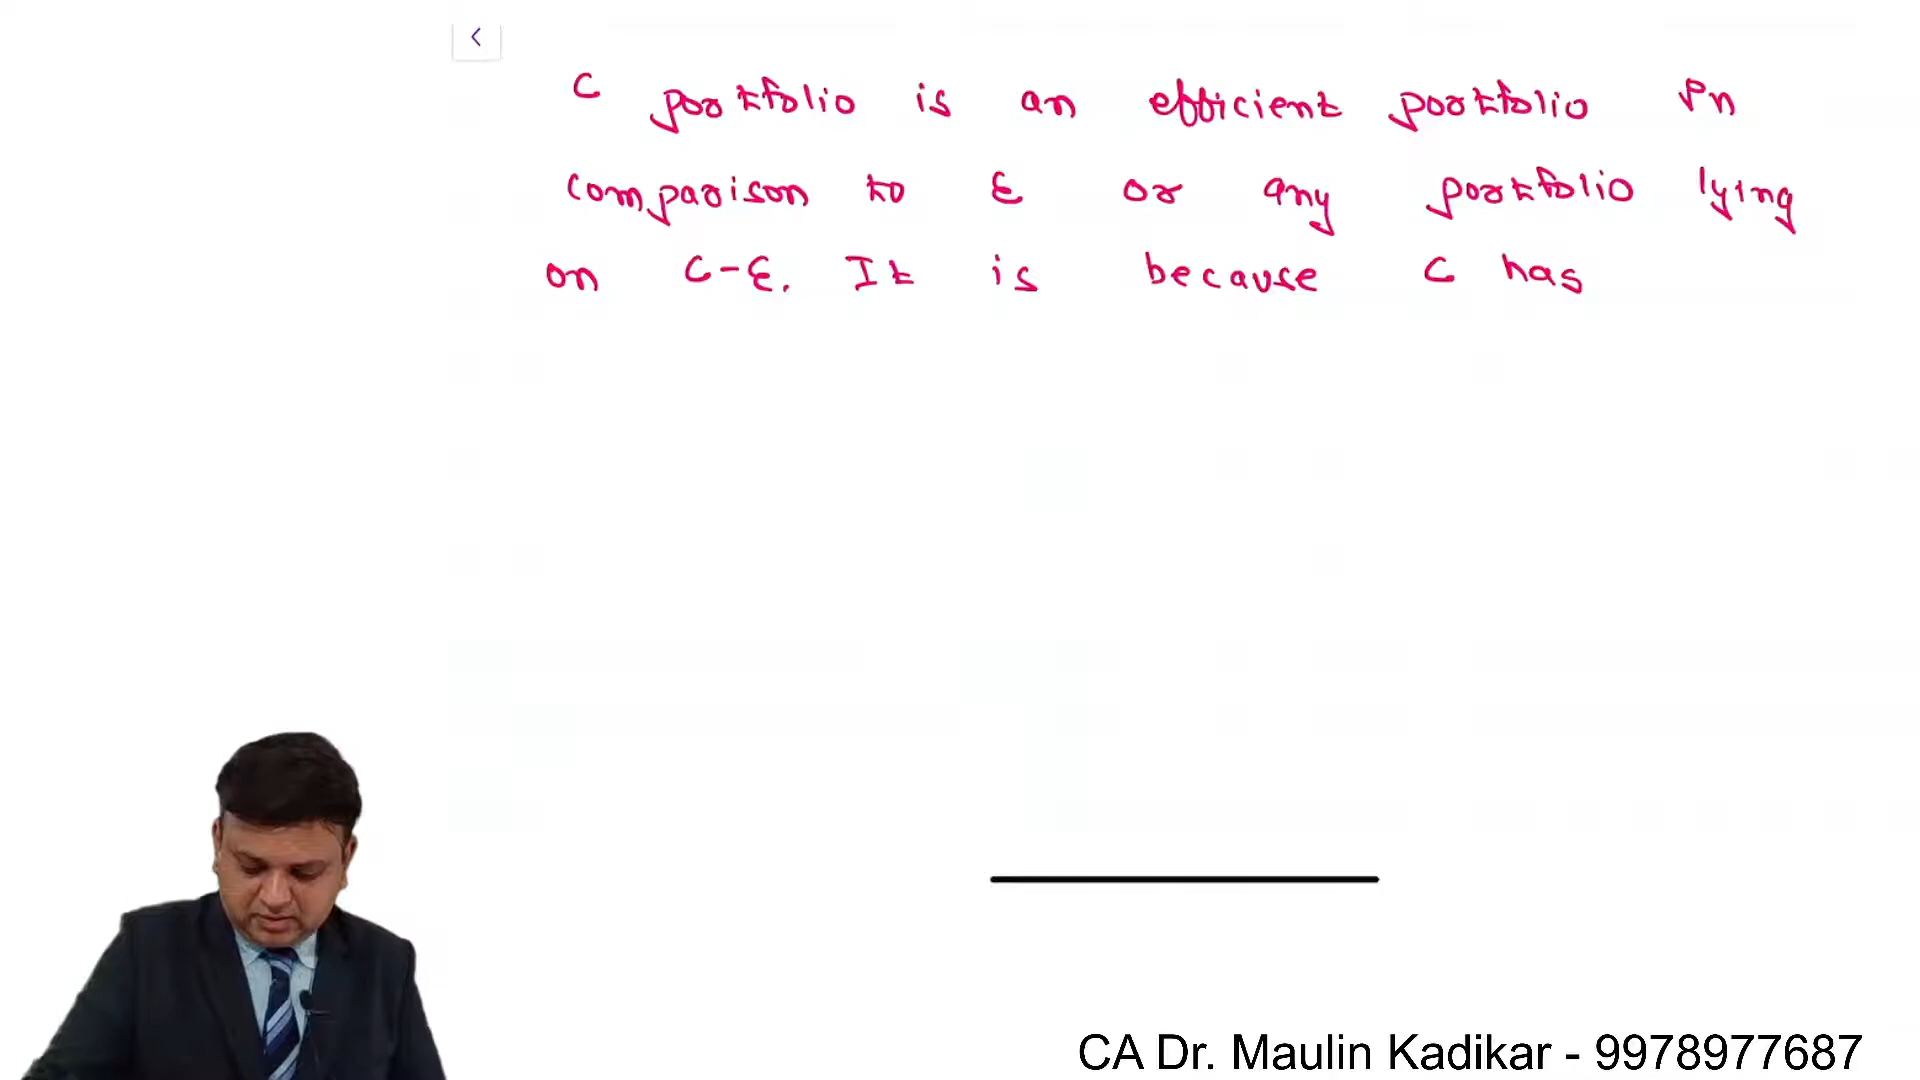 C portfolio is an efficient portfolio in
comparison to E or any portfolio lying
on C-E. It is because C has
CA Dr. Maulin Kadikar - 9978977687